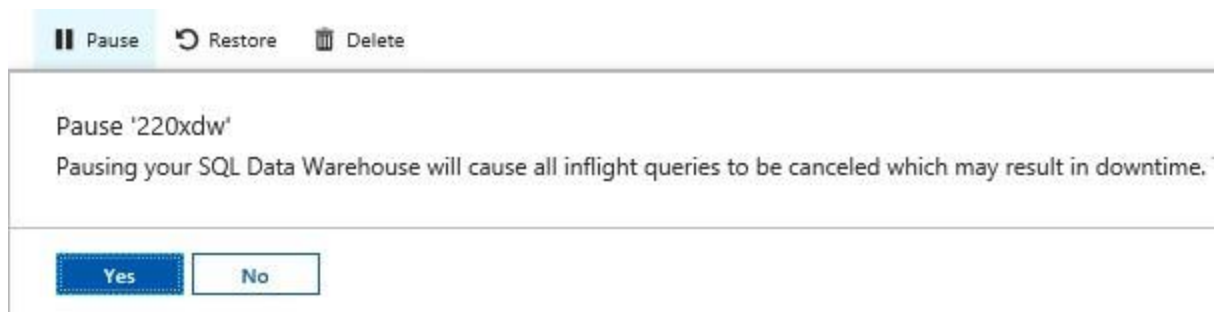 Pause Restore Delete
Pause '220xdw'
Pausing your SQL Data Warehouse will cause all inflight queries to be canceled which may result in downtime.
Yes No